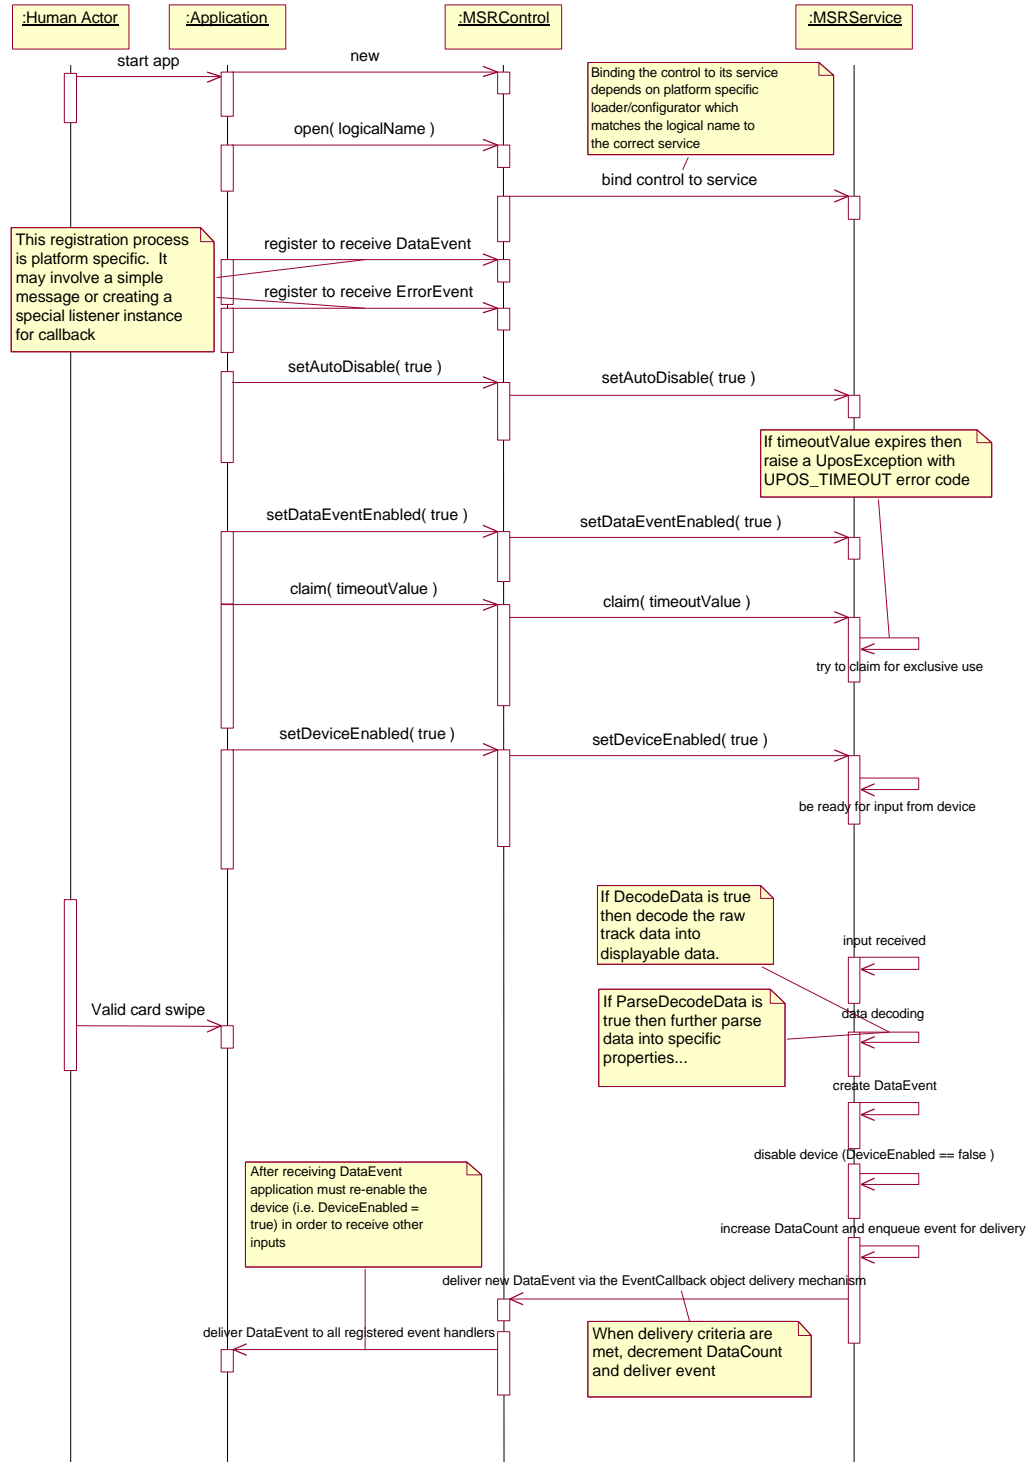 :Human Actor
:Application
:MSRControl
:MSRService
start app
new
Binding the control to its service
depends on platform specific
loader/configurator which
matches the logical name to
the correct service
open( logicalName )
bind control to service
This registration process
is platform specific.  It
may involve a simple
message or creating a
special listener instance
for callback
register to receive DataEvent
register to receive ErrorEvent
setAutoDisable( true )
setAutoDisable( true )
If timeoutValue expires then
raise a UposException with
UPOS_TIMEOUT error code
setDataEventEnabled( true )
setDataEventEnabled( true )
claim( timeoutValue )
claim( timeoutValue )
try to claim for exclusive use
setDeviceEnabled( true )
setDeviceEnabled( true )
be ready for input from device
If DecodeData is true
then decode the raw
track data into
displayable data.
input received
If ParseDecodeData is
true then further parse
data into specific
properties...
Valid card swipe
data decoding
create DataEvent
disable device (DeviceEnabled == false )
After receiving DataEvent
application must re-enable the
device (i.e. DeviceEnabled =
true) in order to receive other
inputs
increase DataCount and enqueue event for delivery
deliver new DataEvent via the EventCallback object delivery mechanism
deliver DataEvent to all registered event handlers
When delivery criteria are
met, decrement DataCount
and deliver event